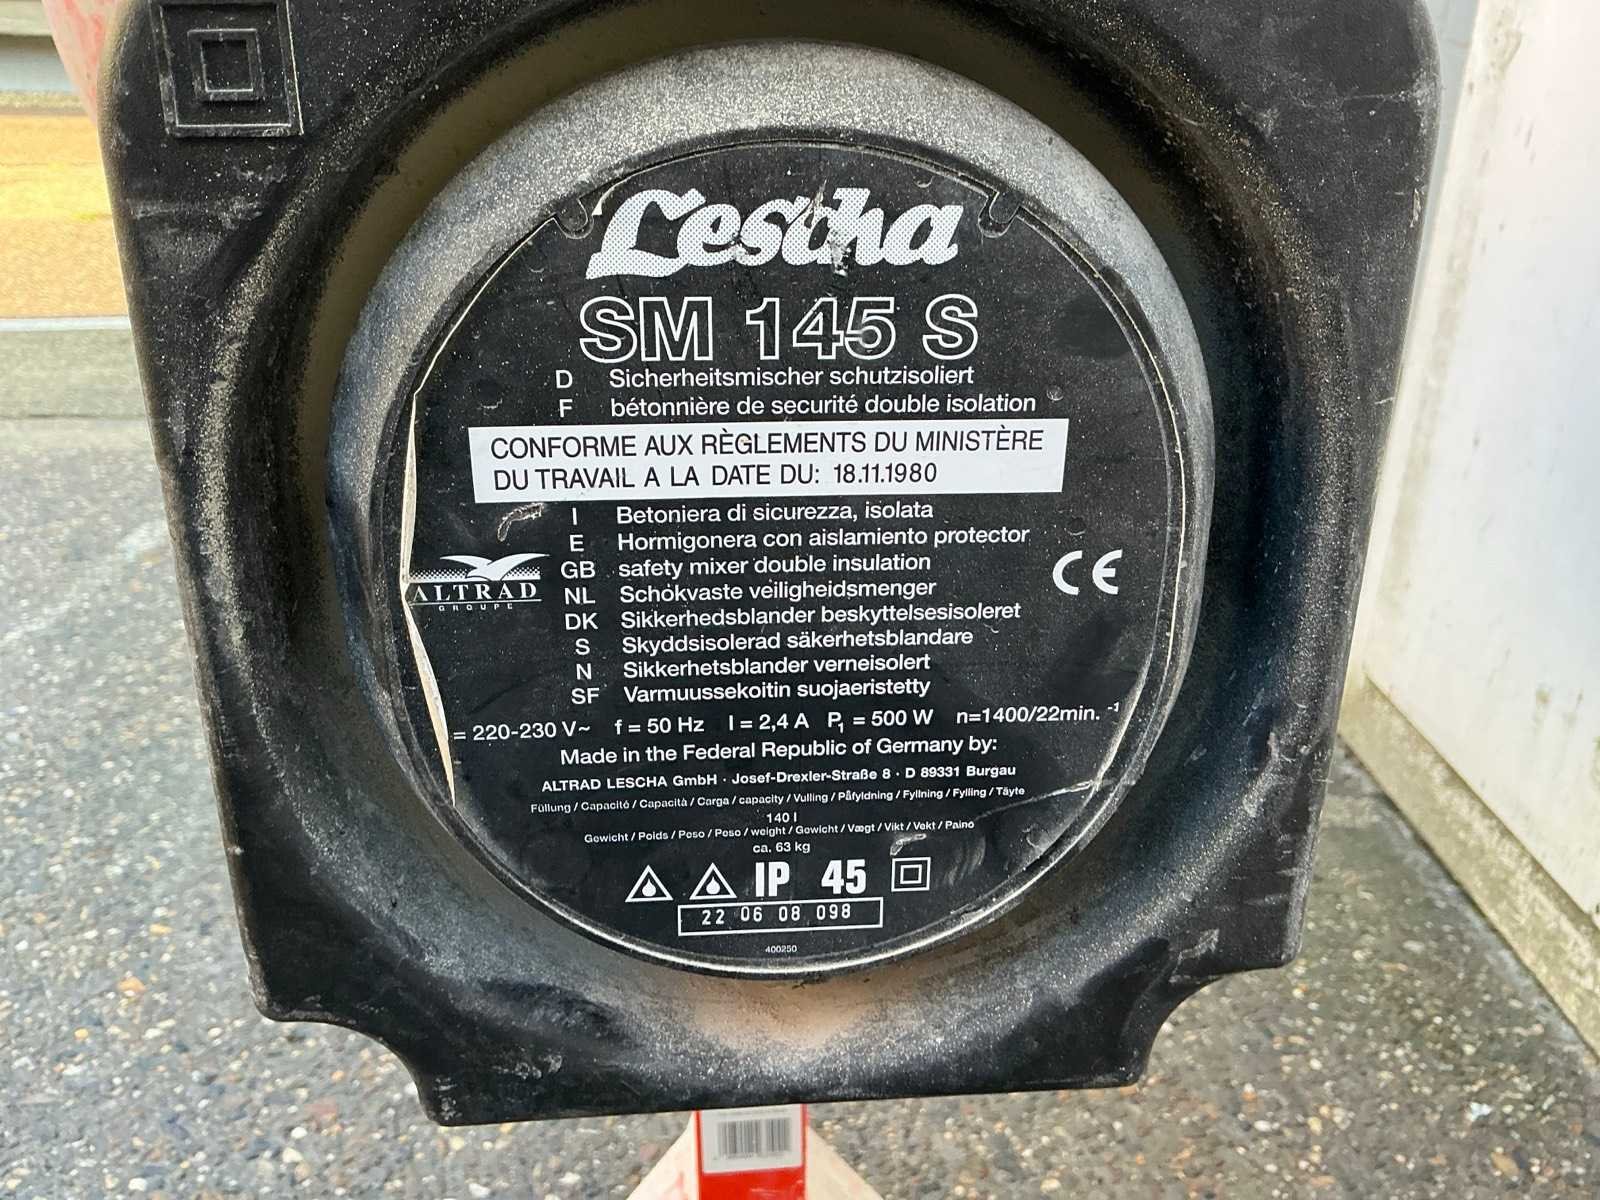 Lescha
SM 145 S
D Sicherheitsmischer schutzisoliert
F bétonnière de securité double isolation
CONFORME AUX RÈGLEMENTS DU MINISTÈRE
DU TRAVAIL A LA DATE DU: 18.11.1980
I Betoniera di sicurezza, isolata
E Hormigonera con aislamiento protector
GB safety mixer double insulation
NL Schokvaste veiligheidsmenger
DK Sikkerhedsblander beskyttelsesisoleret
S Skyddsisolerad säkerhetsblandare
N Sikkerhetsblander verneisolert
SF Varmuussekoitin suojaeristetty
ALTRAD
GROUPE
CE
= 220-230 V~ f = 50 Hz I = 2,4 A P1 = 500 W n=1400/22min. -1
Made in the Federal Republic of Germany by:
ALTRAD LESCHA GmbH · Josef-Drexler-Straße 8 · D 89331 Burgau
Füllung / Capacité / Capacità / Carga / capacity / Vulling / Påfyldning / Fyllning / Fylling / Täyte
140 l
Gewicht / Poids / Peso / Peso / weight / Gewicht / Vægt / Vikt / Vekt / Paino
ca. 63 kg
IP 45
22 06 08 098
400250